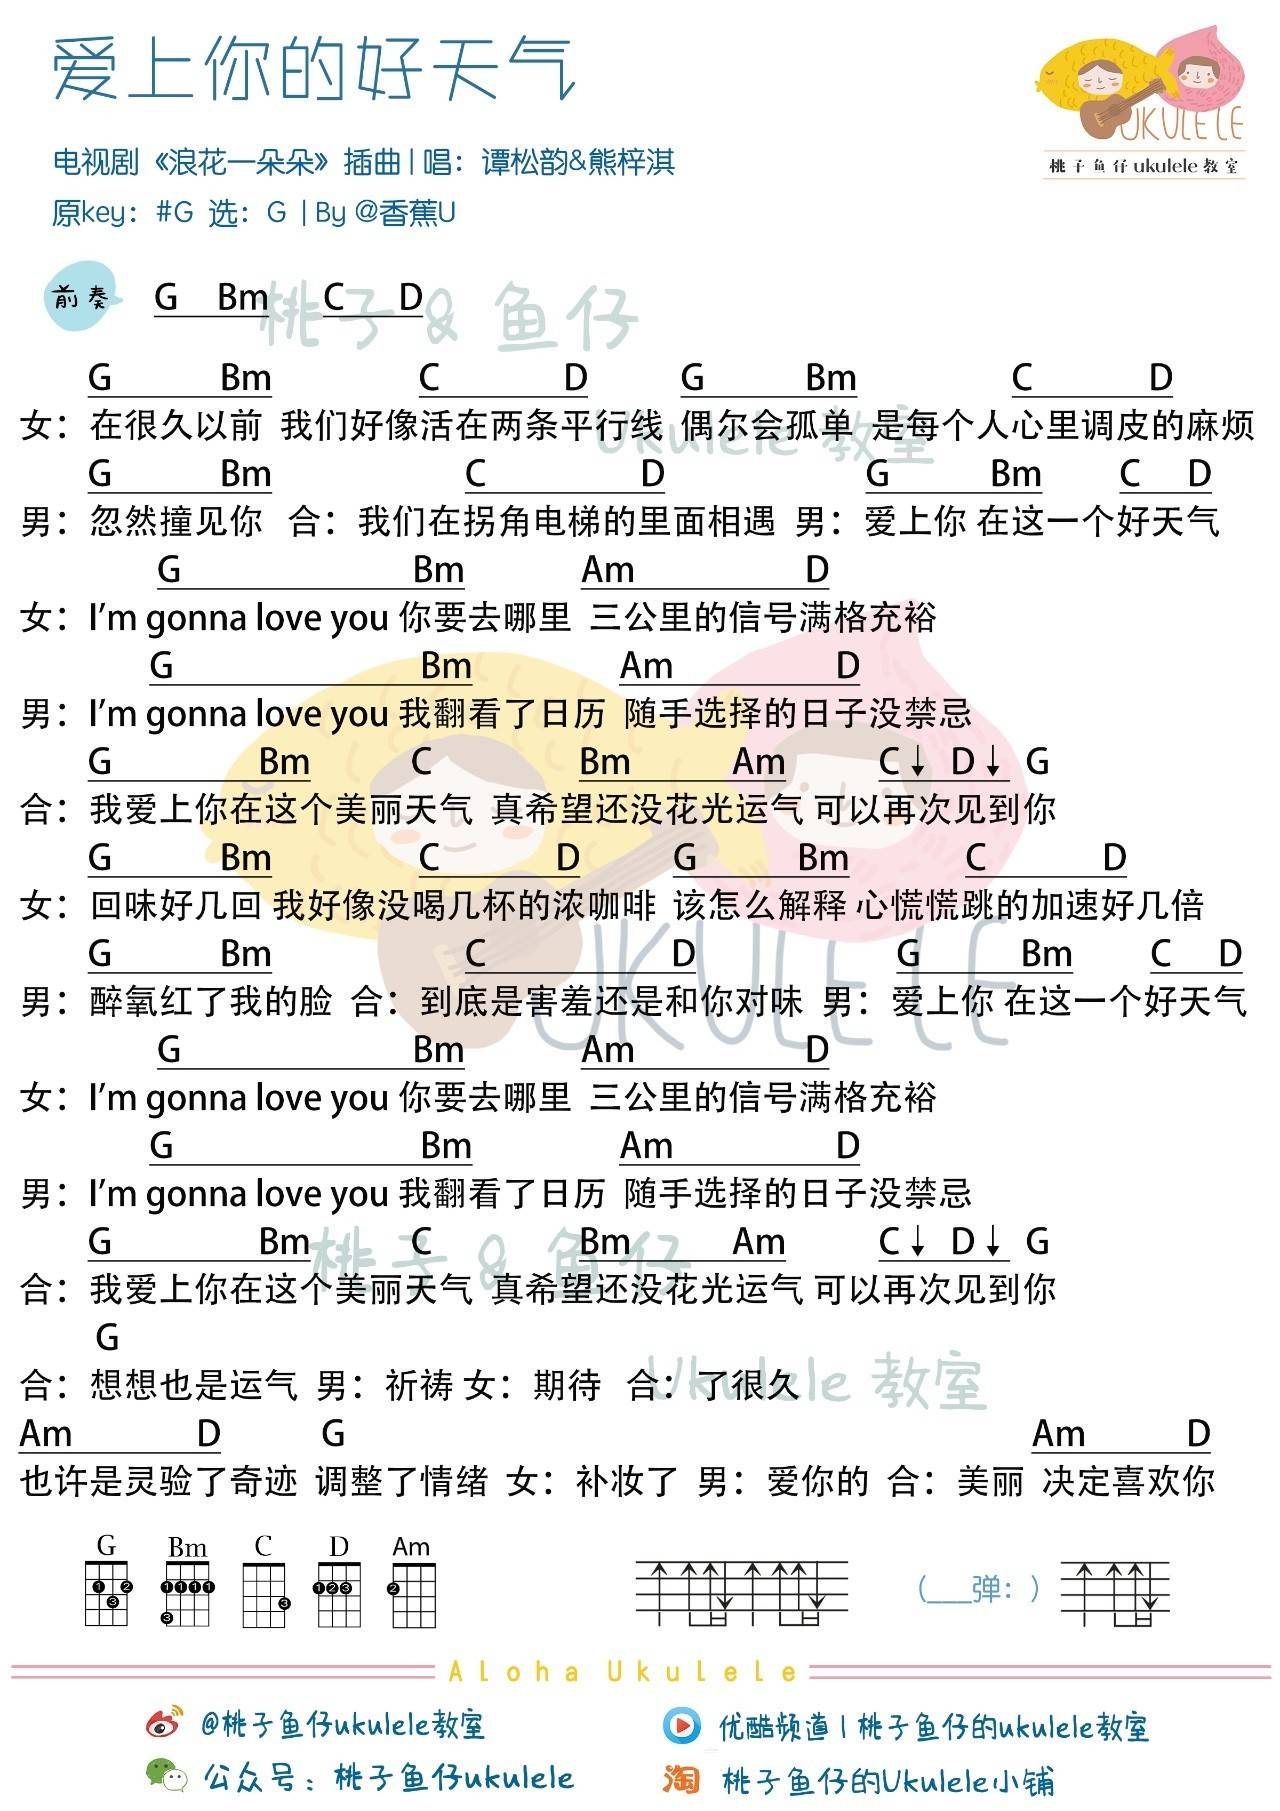 爱上你的好天气
UKULELE
桃子鱼仔ukulele教室
电视剧《浪花一朵朵》插曲|唱：谭松韵&熊梓淇
原key：#G 选：G |By @香蕉U
前奏 G Bm C D
桃子&鱼仔
G Bm C D G Bm C D
女：在很久以前 我们好像活在两条平行线 偶尔会孤单 是每个人心里调皮的麻烦
Ukulele 教室
G Bm C D G Bm C D
男：忽然撞见你 合：我们在拐角电梯的里面相遇 男：爱上你 在这一个好天气
G Bm Am D
女：I'm gonna love you 你要去哪里 三公里的信号满格充裕
G Bm Am D
男：I'm gonna love you 我翻看了日历 随手选择的日子没禁忌
G Bm C Bm Am C↓ D↓ G
合：我爱上你在这个美丽天气 真希望还没花光运气 可以再次见到你
G Bm C D G Bm C D
女：回味好几回 我好像没喝几杯的浓咖啡 该怎么解释 心慌慌跳的加速好几倍
G Bm C D G Bm C D
男：醉氧红了我的脸 合：到底是害羞还是和你对味 男：爱上你 在这一个好天气
UKULELE
G Bm Am D
女：I'm gonna love you 你要去哪里 三公里的信号满格充裕
G Bm Am D
男：I'm gonna love you 我翻看了日历 随手选择的日子没禁忌
G Bm C Bm Am C↓ D↓ G
桃子&鱼仔
合：我爱上你在这个美丽天气 真希望还没花光运气 可以再次见到你
G
合：想想也是运气 男：祈祷 女：期待 合：了很久
Ukulele 教室
Am D G Am D
也许是灵验了奇迹 调整了情绪 女：补妆了 男：爱你的 合：美丽 决定喜欢你
G Bm C D Am
1 2 3 1 1 1 1 3 3 1 2 3 2
（___弹：）
Aloha Ukulele
@桃子鱼仔ukulele教室
优酷频道|桃子鱼仔的ukulele教室
公众号：桃子鱼仔ukulele
淘 桃子鱼仔的Ukulele小铺